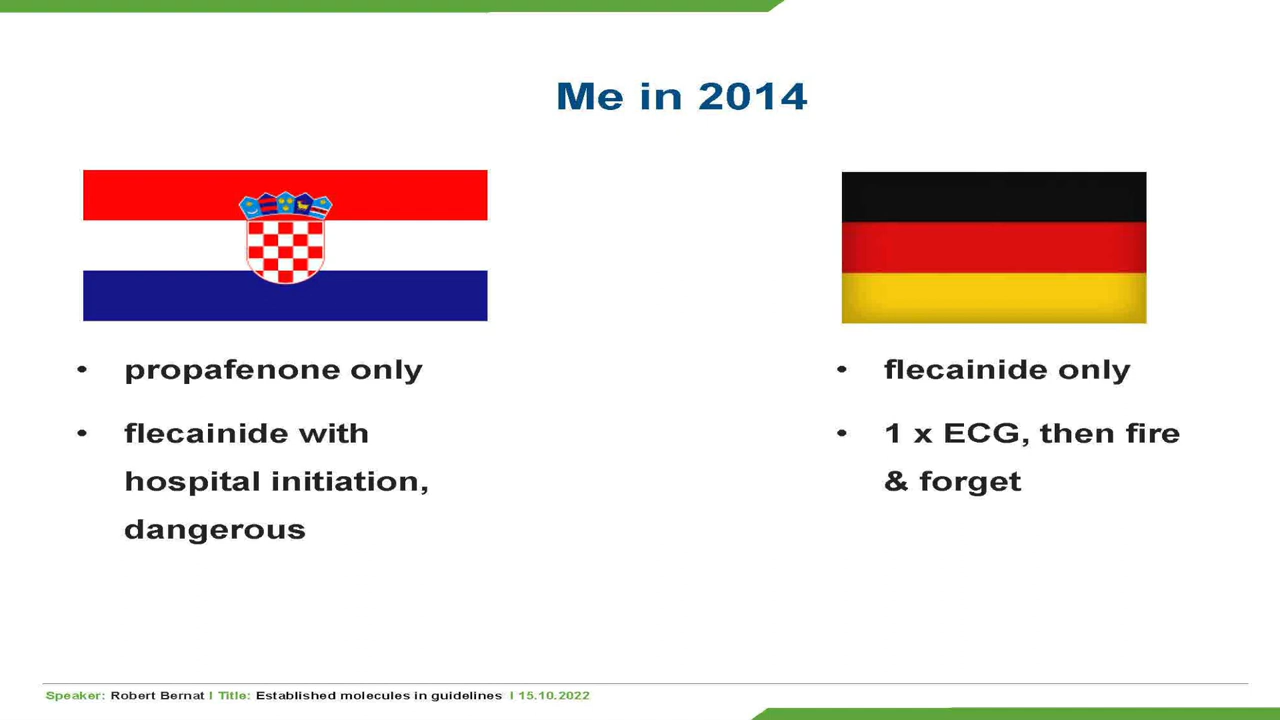 Me in 2014
• propafenone only
• flecainide with
hospital initiation,
dangerous
• flecainide only
• 1 x ECG, then fire
& forget
Speaker: Robert Bernat I Title: Established molecules in guidelines I 15.10.2022